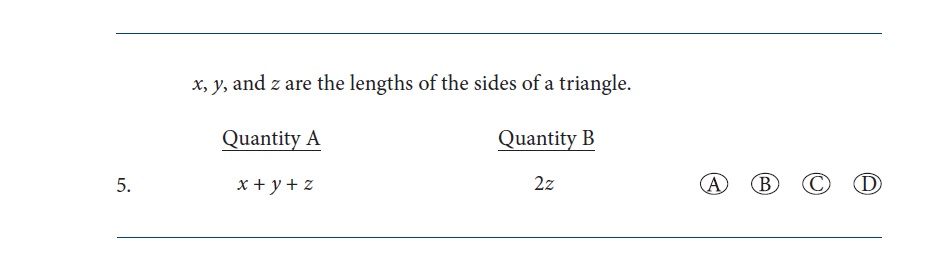 x, y, and z are the lengths of the sides of a triangle.
Quantity A Quantity B
5. x + y + z 2z Ⓐ Ⓑ Ⓒ Ⓓ